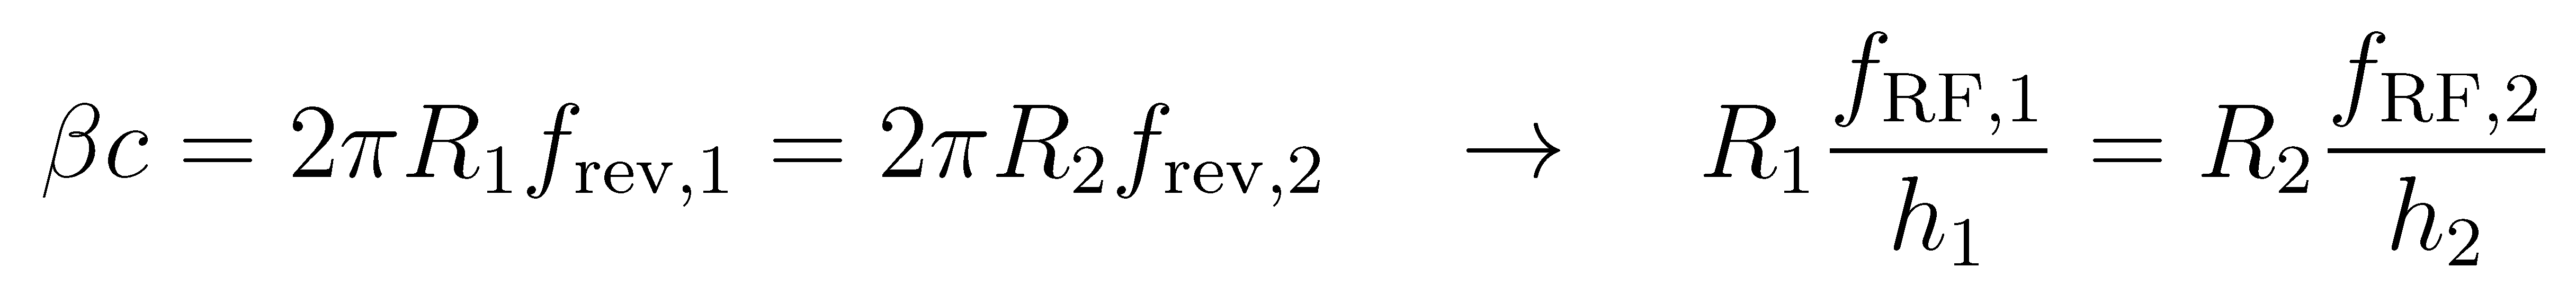 βc = 2πR₁f_rev,1 = 2πR₂f_rev,2 → R₁ f_RF,1/h₁ = R₂ f_RF,2/h₂